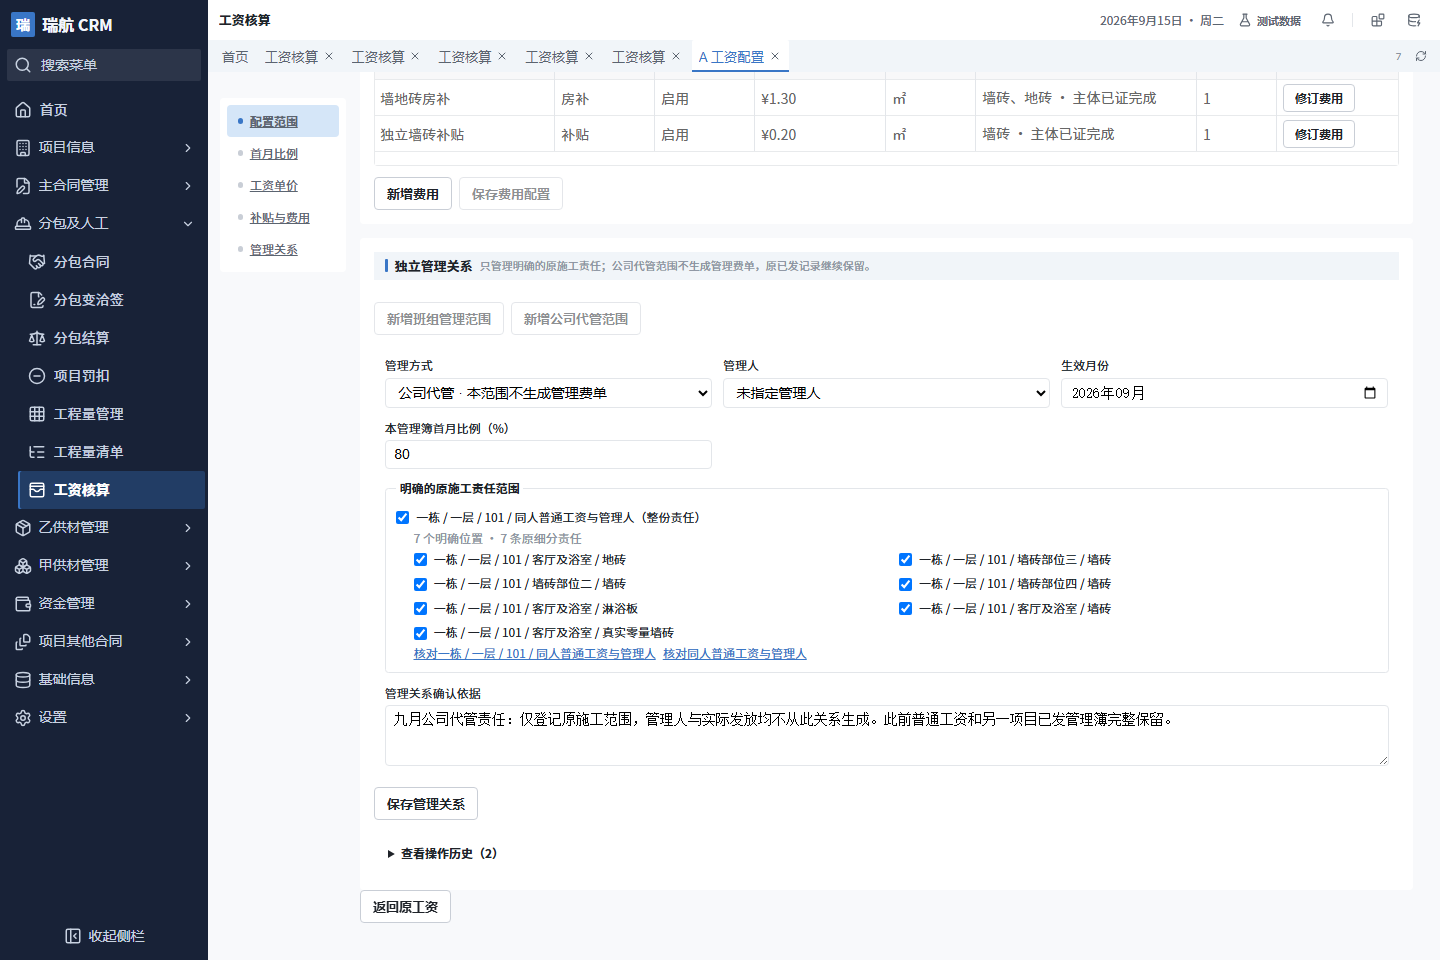 瑞 瑞航 CRM
搜索菜单
首页
项目信息
主合同管理
分包及人工
分包合同
分包变洽签
分包结算
项目罚扣
工程量管理
工程量清单
工资核算
乙供材管理
甲供材管理
资金管理
项目其他合同
基础信息
设置
收起侧栏
工资核算
2026年9月15日 · 周二 测试数据
首页 工资核算 × 工资核算 × 工资核算 × 工资核算 × 工资核算 × A 工资配置 × 7
配置范围
首月比例
工资单价
补贴与费用
管理关系
墙地砖房补 房补 启用 ¥1.30 ㎡ 墙砖、地砖 · 主体已证完成 1 修订费用
独立墙砖补贴 补贴 启用 ¥0.20 ㎡ 墙砖 · 主体已证完成 1 修订费用
新增费用 保存费用配置
独立管理关系 只管理明确的原施工责任；公司代管范围不生成管理费单，原已发记录继续保留。
新增班组管理范围 新增公司代管范围
管理方式 管理人 生效月份
公司代管 · 本范围不生成管理费单 未指定管理人 2026年09月
本管理簿首月比例（%）
80
明确的原施工责任范围
一栋 / 一层 / 101 / 同人普通工资与管理人（整份责任）
7 个明确位置 · 7 条原细分责任
一栋 / 一层 / 101 / 客厅及浴室 / 地砖 一栋 / 一层 / 101 / 墙砖部位三 / 墙砖
一栋 / 一层 / 101 / 墙砖部位二 / 墙砖 一栋 / 一层 / 101 / 墙砖部位四 / 墙砖
一栋 / 一层 / 101 / 客厅及浴室 / 淋浴板 一栋 / 一层 / 101 / 客厅及浴室 / 墙砖
一栋 / 一层 / 101 / 客厅及浴室 / 真实零量墙砖
核对一栋 / 一层 / 101 / 同人普通工资与管理人 核对同人普通工资与管理人
管理关系确认依据
九月公司代管责任：仅登记原施工范围，管理人与实际发放均不从此关系生成。此前普通工资和另一项目已发管理簿完整保留。
保存管理关系
查看操作历史（2）
返回原工资